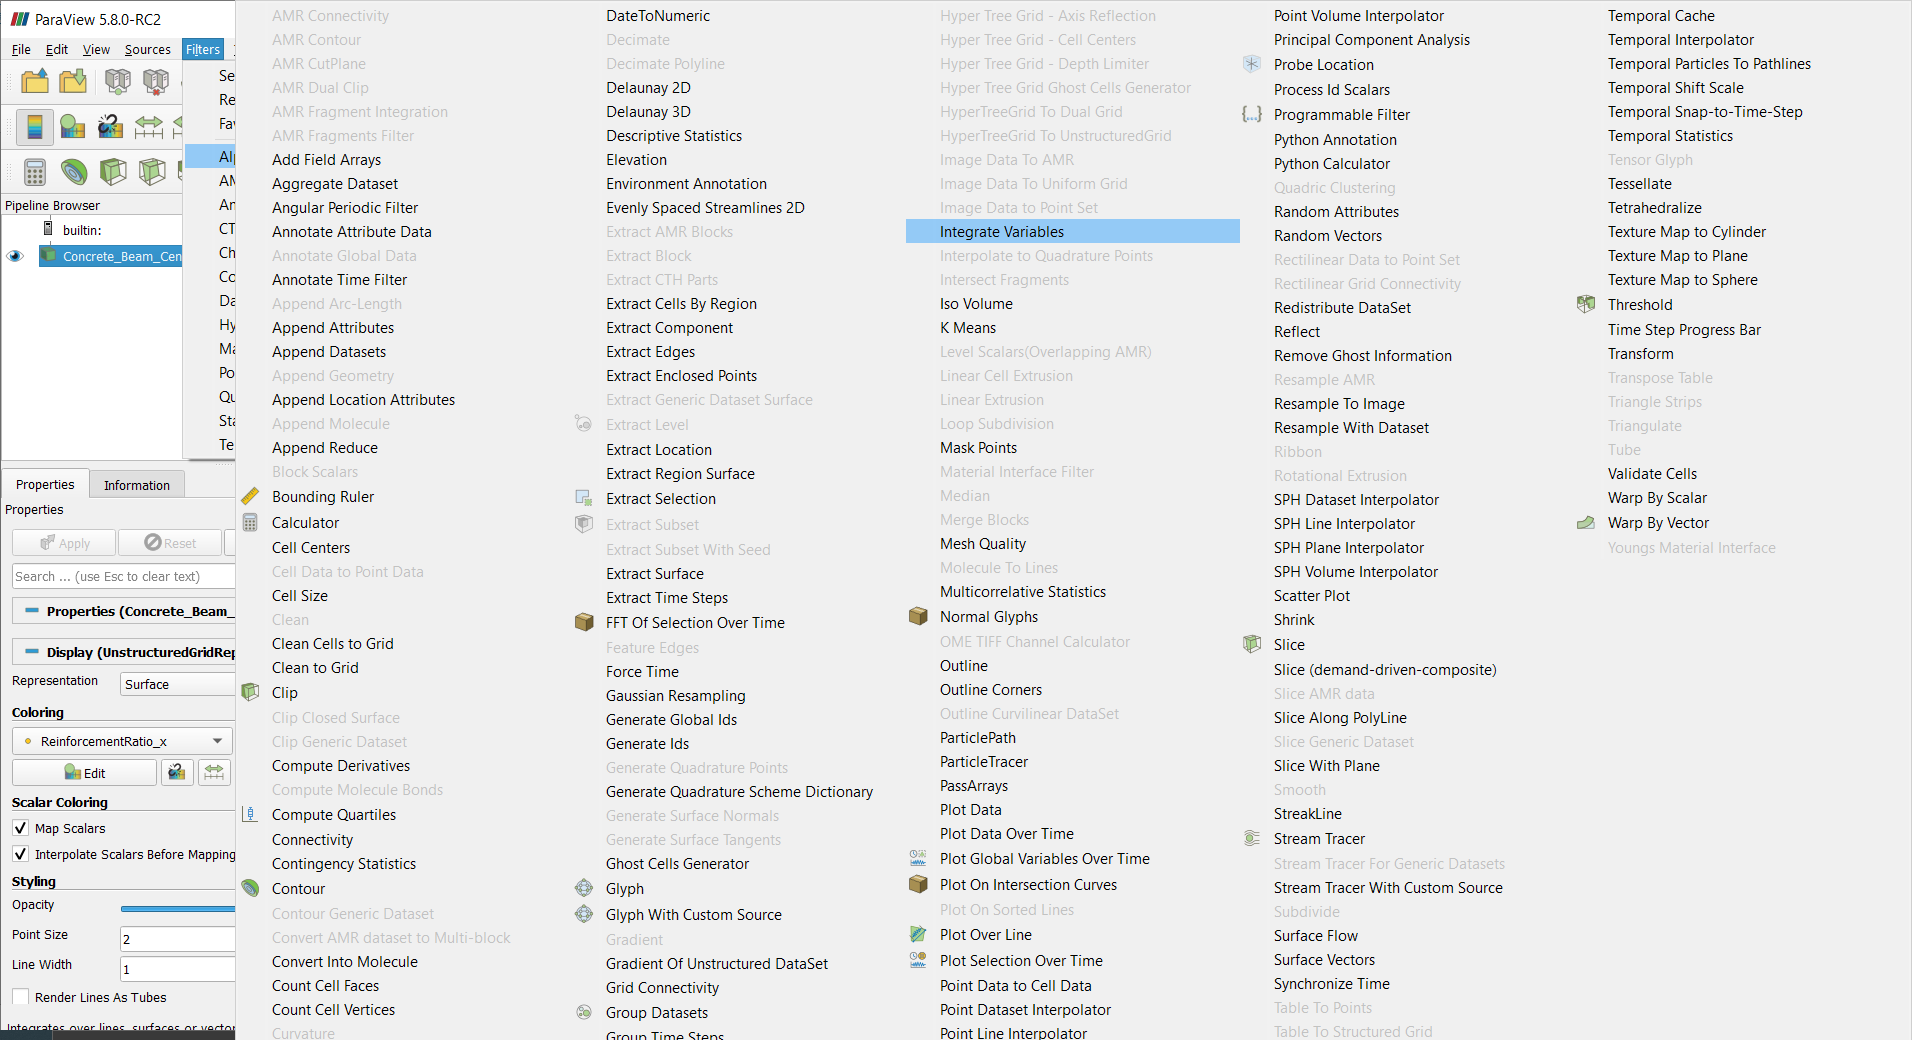 ParaView 5.8.0-RC2
File Edit View Sources Filters
Pipeline Browser
builtin:
Concrete_Beam_Cen
Se
Re
Fav
Alp
AM
An
CT
Ch
Co
Da
Hy
Ma
Po
Qu
Sta
Te
Properties Information
Properties
Apply Reset
Search ... (use Esc to clear text)
Properties (Concrete_Beam_
Display (UnstructuredGridRep
Representation Surface
Coloring
ReinforcementRatio_x
Edit
Scalar Coloring
Map Scalars
Interpolate Scalars Before Mapping
Styling
Opacity
Point Size 2
Line Width 1
Render Lines As Tubes
Integrates over lines, surfaces or vector
AMR Connectivity
AMR Contour
AMR CutPlane
AMR Dual Clip
AMR Fragment Integration
AMR Fragments Filter
Add Field Arrays
Aggregate Dataset
Angular Periodic Filter
Annotate Attribute Data
Annotate Global Data
Annotate Time Filter
Append Arc-Length
Append Attributes
Append Datasets
Append Geometry
Append Location Attributes
Append Molecule
Append Reduce
Block Scalars
Bounding Ruler
Calculator
Cell Centers
Cell Data to Point Data
Cell Size
Clean
Clean Cells to Grid
Clean to Grid
Clip
Clip Closed Surface
Clip Generic Dataset
Compute Derivatives
Compute Molecule Bonds
Compute Quartiles
Connectivity
Contingency Statistics
Contour
Contour Generic Dataset
Convert AMR dataset to Multi-block
Convert Into Molecule
Count Cell Faces
Count Cell Vertices
Curvature
DateToNumeric
Decimate
Decimate Polyline
Delaunay 2D
Delaunay 3D
Descriptive Statistics
Elevation
Environment Annotation
Evenly Spaced Streamlines 2D
Extract AMR Blocks
Extract Block
Extract CTH Parts
Extract Cells By Region
Extract Component
Extract Edges
Extract Enclosed Points
Extract Generic Dataset Surface
Extract Level
Extract Location
Extract Region Surface
Extract Selection
Extract Subset
Extract Subset With Seed
Extract Surface
Extract Time Steps
FFT Of Selection Over Time
Feature Edges
Force Time
Gaussian Resampling
Generate Global Ids
Generate Ids
Generate Quadrature Points
Generate Quadrature Scheme Dictionary
Generate Surface Normals
Generate Surface Tangents
Ghost Cells Generator
Glyph
Glyph With Custom Source
Gradient
Gradient Of Unstructured DataSet
Grid Connectivity
Group Datasets
Group Time Steps
Hyper Tree Grid - Axis Reflection
Hyper Tree Grid - Cell Centers
Hyper Tree Grid - Depth Limiter
Hyper Tree Grid Ghost Cells Generator
HyperTreeGrid To Dual Grid
HyperTreeGrid To UnstructuredGrid
Image Data To AMR
Image Data To Uniform Grid
Image Data to Point Set
Integrate Variables
Interpolate to Quadrature Points
Intersect Fragments
Iso Volume
K Means
Level Scalars(Overlapping AMR)
Linear Cell Extrusion
Linear Extrusion
Loop Subdivision
Mask Points
Material Interface Filter
Median
Merge Blocks
Mesh Quality
Molecule To Lines
Multicorrelative Statistics
Normal Glyphs
OME TIFF Channel Calculator
Outline
Outline Corners
Outline Curvilinear DataSet
ParticlePath
ParticleTracer
PassArrays
Plot Data
Plot Data Over Time
Plot Global Variables Over Time
Plot On Intersection Curves
Plot On Sorted Lines
Plot Over Line
Plot Selection Over Time
Point Data to Cell Data
Point Dataset Interpolator
Point Line Interpolator
Point Volume Interpolator
Principal Component Analysis
Probe Location
Process Id Scalars
Programmable Filter
Python Annotation
Python Calculator
Quadric Clustering
Random Attributes
Random Vectors
Rectilinear Data to Point Set
Rectilinear Grid Connectivity
Redistribute DataSet
Reflect
Remove Ghost Information
Resample AMR
Resample To Image
Resample With Dataset
Ribbon
Rotational Extrusion
SPH Dataset Interpolator
SPH Line Interpolator
SPH Plane Interpolator
SPH Volume Interpolator
Scatter Plot
Shrink
Slice
Slice (demand-driven-composite)
Slice AMR data
Slice Along PolyLine
Slice Generic Dataset
Slice With Plane
Smooth
StreakLine
Stream Tracer
Stream Tracer For Generic Datasets
Stream Tracer With Custom Source
Subdivide
Surface Flow
Surface Vectors
Synchronize Time
Table To Points
Table To Structured Grid
Temporal Cache
Temporal Interpolator
Temporal Particles To Pathlines
Temporal Shift Scale
Temporal Snap-to-Time-Step
Temporal Statistics
Tensor Glyph
Tessellate
Tetrahedralize
Texture Map to Cylinder
Texture Map to Plane
Texture Map to Sphere
Threshold
Time Step Progress Bar
Transform
Transpose Table
Triangle Strips
Triangulate
Tube
Validate Cells
Warp By Scalar
Warp By Vector
Youngs Material Interface